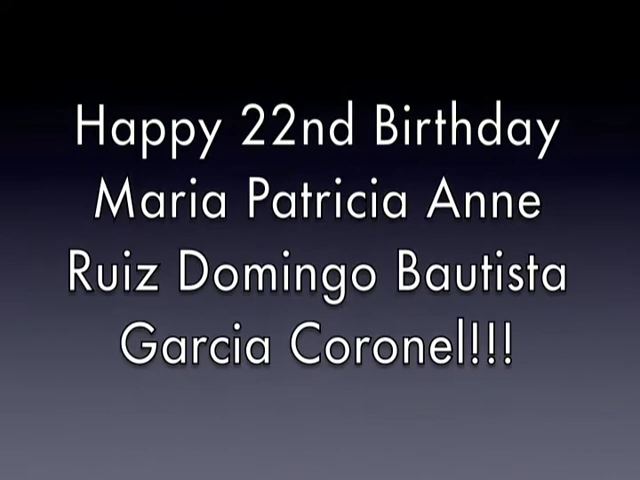 Happy 22nd Birthday
Maria Patricia Anne
Ruiz Domingo Bautista
Garcia Coronel!!!